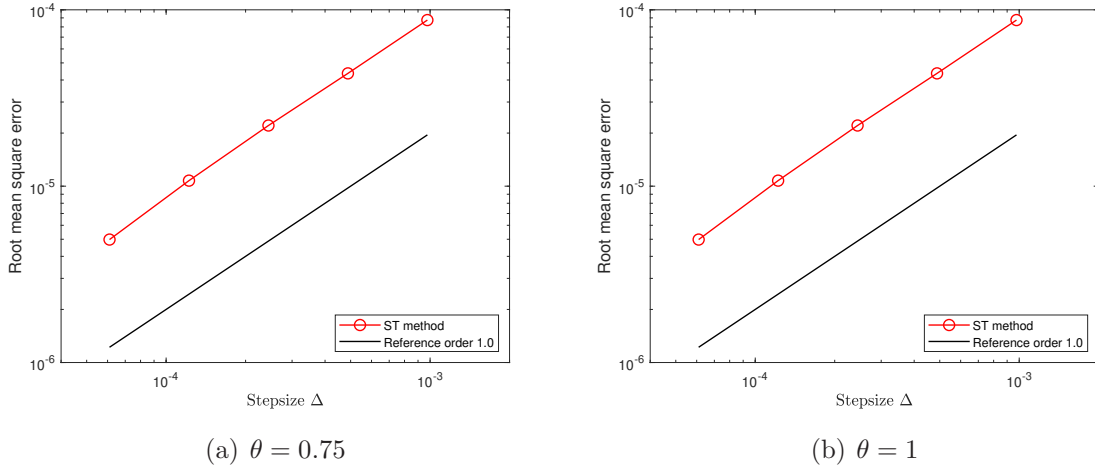 10^-4
10^-5
10^-6
Root mean square error
10^-4
10^-3
Stepsize Δ
ST method
Reference order 1.0
(a) θ = 0.75
10^-4
10^-5
10^-6
Root mean square error
10^-4
10^-3
Stepsize Δ
ST method
Reference order 1.0
(b) θ = 1